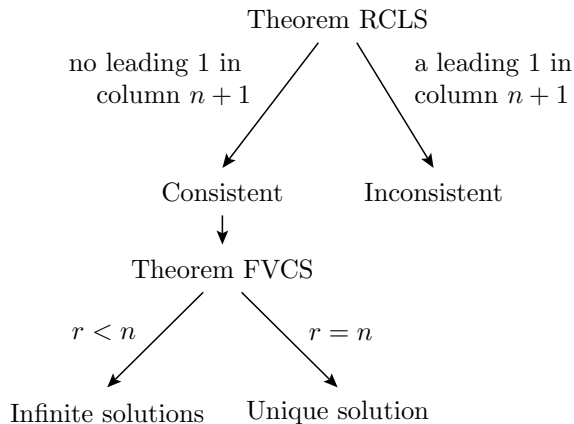 Theorem RCLS
no leading 1 in
column n + 1
a leading 1 in
column n + 1
Consistent
Inconsistent
Theorem FVCS
r < n
r = n
Infinite solutions
Unique solution